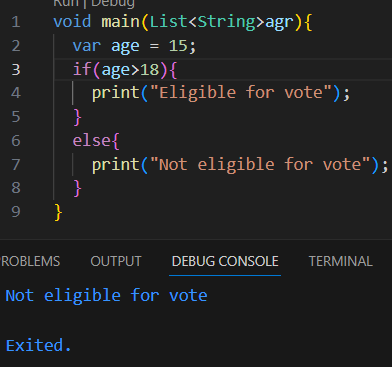 Run | Debug
1 void main(List<String>agr){
2 var age = 15;
3 if(age>18){
4 print("Eligible for vote");
5 }
6 else{
7 print("Not eligible for vote");
8 }
9 }
ROBLEMS OUTPUT DEBUG CONSOLE TERMINAL
Not eligible for vote
Exited.